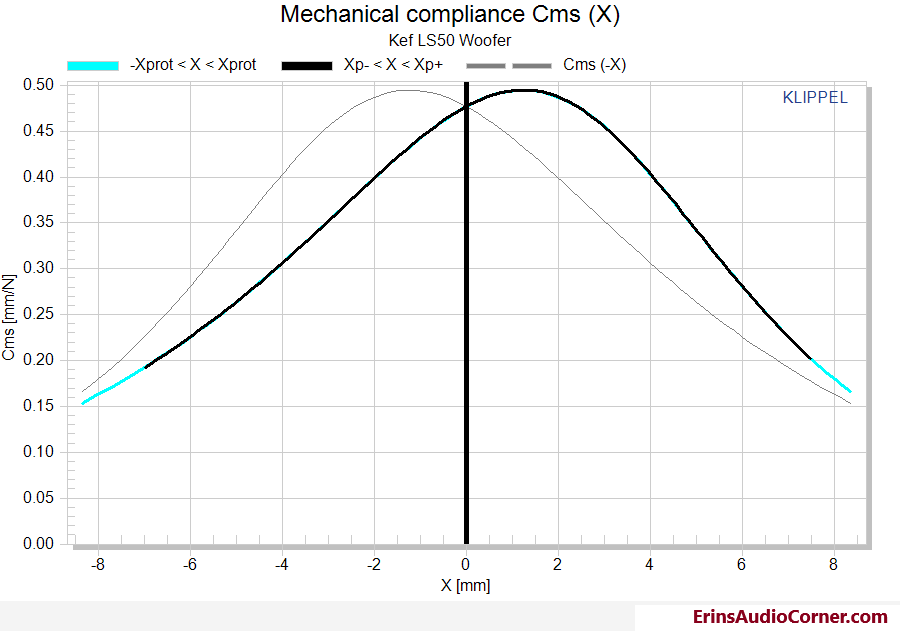 Mechanical compliance Cms (X)
Kef LS50 Woofer
-Xprot < X < Xprot Xp- < X < Xp+ Cms (-X)
KLIPPEL
0.50
0.45
0.40
0.35
0.30
0.25
0.20
0.15
0.10
0.05
0.00
Cms [mm/N]
-8 -6 -4 -2 0 2 4 6 8
X [mm]
ErinsAudioCorner.com